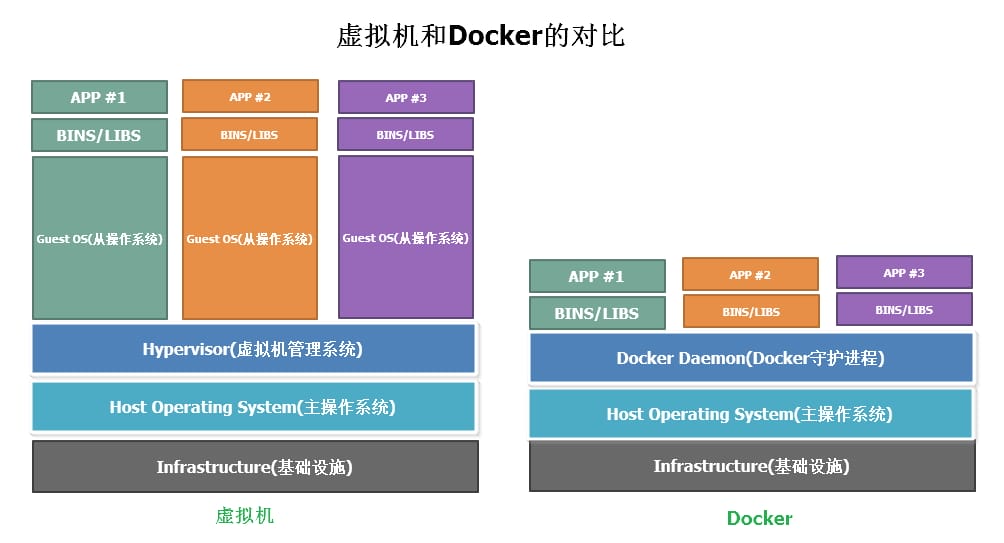 虚拟机和Docker的对比
APP #1
APP #2
APP #3
BINS/LIBS
BINS/LIBS
BINS/LIBS
Guest OS(从操作系统)
Guest OS(从操作系统)
Guest OS(从操作系统)
Hypervisor(虚拟机管理系统)
Host Operating System(主操作系统)
Infrastructure(基础设施)
虚拟机
APP #1
APP #2
APP #3
BINS/LIBS
BINS/LIBS
BINS/LIBS
Docker Daemon(Docker守护进程)
Host Operating System(主操作系统)
Infrastructure(基础设施)
Docker